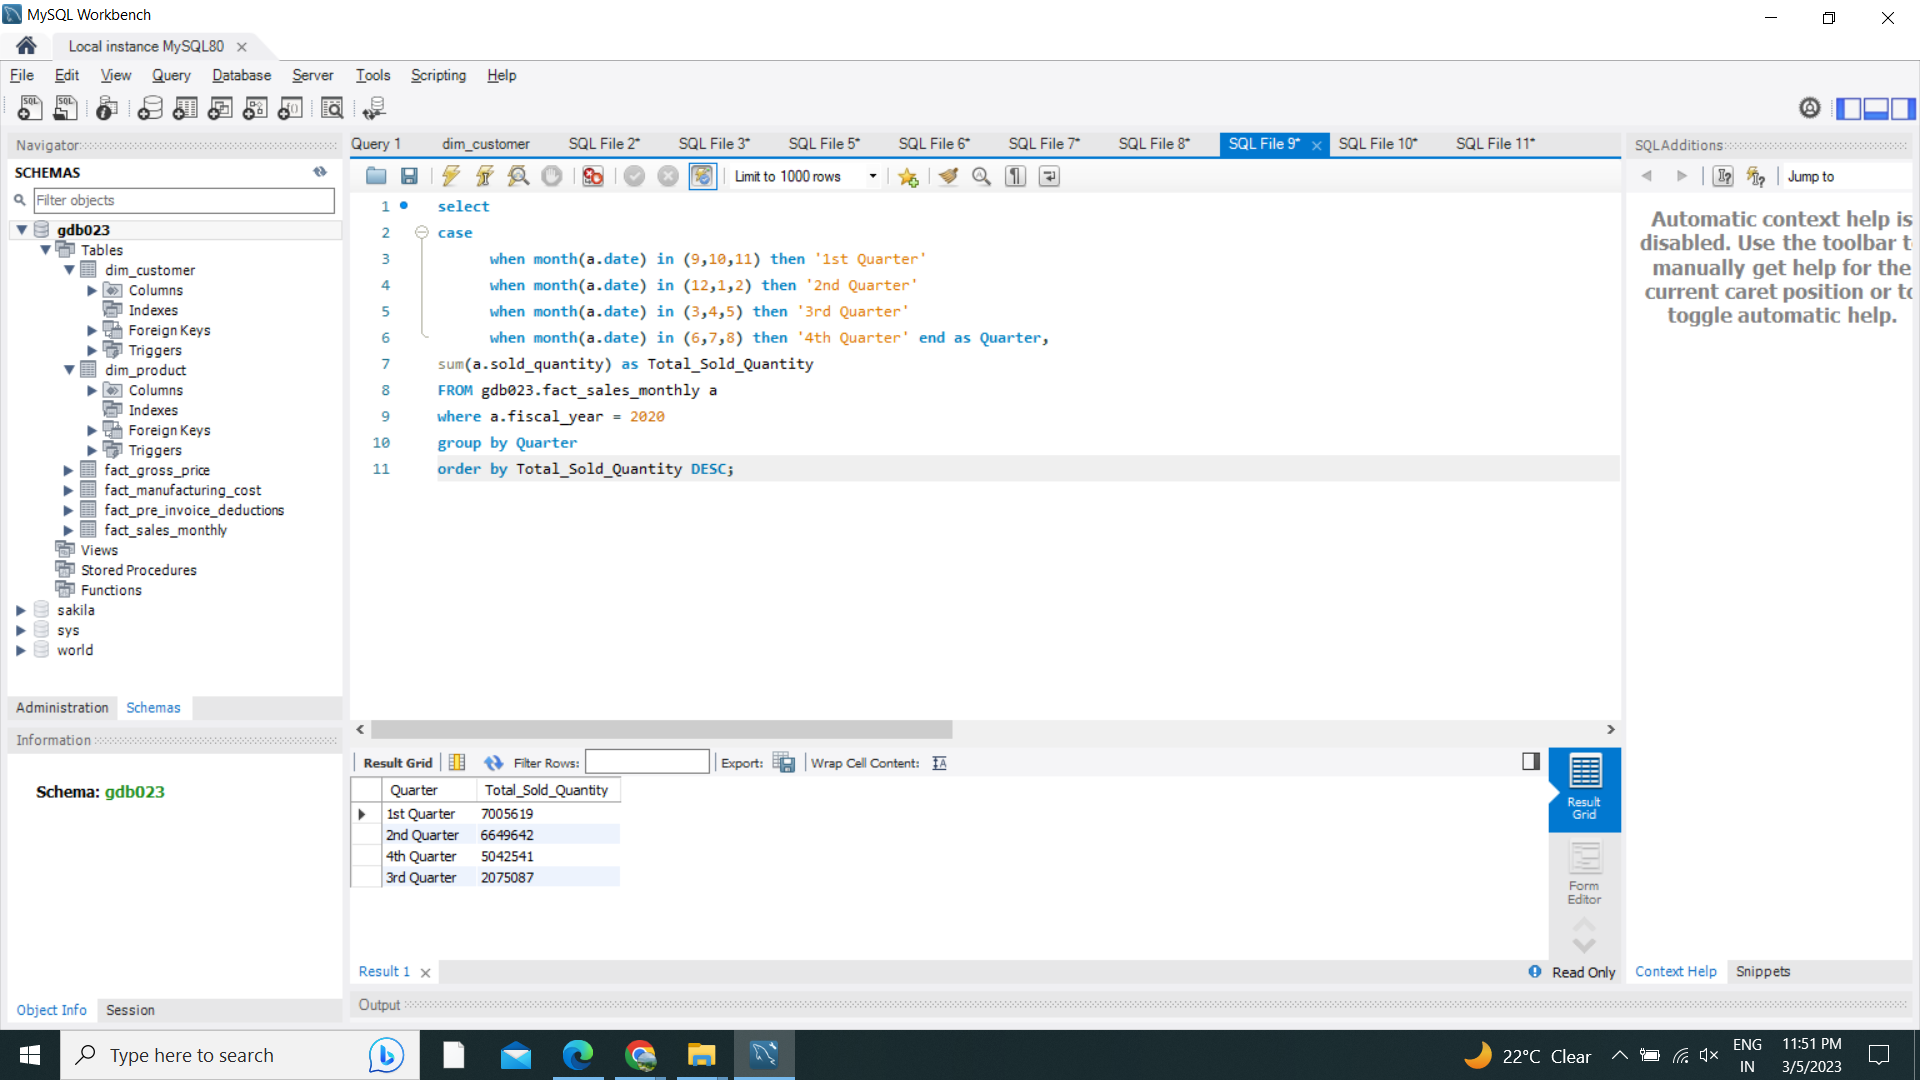 MySQL Workbench
Local instance MySQL80
File Edit View Query Database Server Tools Scripting Help
Navigator
SCHEMAS
Filter objects
gdb023
Tables
dim_customer
Columns
Indexes
Foreign Keys
Triggers
dim_product
Columns
Indexes
Foreign Keys
Triggers
fact_gross_price
fact_manufacturing_cost
fact_pre_invoice_deductions
fact_sales_monthly
Views
Stored Procedures
Functions
sakila
sys
world
Administration Schemas
Information
Schema: gdb023
Object Info Session
Query 1 dim_customer SQL File 2* SQL File 3* SQL File 5* SQL File 6* SQL File 7* SQL File 8* SQL File 9* SQL File 10* SQL File 11*
Limit to 1000 rows
1 select
2 case
3 when month(a.date) in (9,10,11) then '1st Quarter'
4 when month(a.date) in (12,1,2) then '2nd Quarter'
5 when month(a.date) in (3,4,5) then '3rd Quarter'
6 when month(a.date) in (6,7,8) then '4th Quarter' end as Quarter,
7 sum(a.sold_quantity) as Total_Sold_Quantity
8 FROM gdb023.fact_sales_monthly a
9 where a.fiscal_year = 2020
10 group by Quarter
11 order by Total_Sold_Quantity DESC;
Result Grid Filter Rows: Export: Wrap Cell Content:
Quarter Total_Sold_Quantity
1st Quarter 7005619
2nd Quarter 6649642
4th Quarter 5042541
3rd Quarter 2075087
Result Grid
Form Editor
Result 1
Read Only
Output
SQLAdditions
Jump to
Automatic context help is
disabled. Use the toolbar t
manually get help for the
current caret position or to
toggle automatic help.
Context Help Snippets
Type here to search
22°C Clear
ENG
IN
11:51 PM
3/5/2023